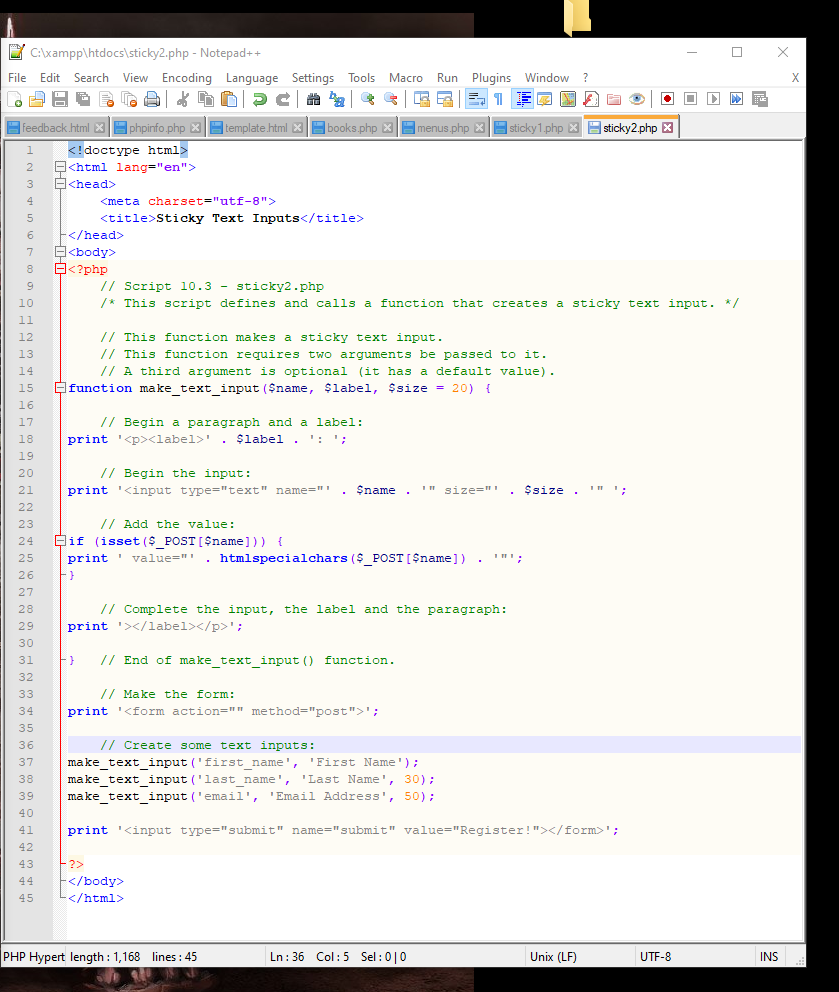 C:\xampp\htdocs\sticky2.php - Notepad++
File Edit Search View Encoding Language Settings Tools Macro Run Plugins Window ? X
feedback.html phpinfo.php template.html books.php menus.php sticky1.php sticky2.php
1 <!doctype html>
2 <html lang="en">
3 <head>
4 <meta charset="utf-8">
5 <title>Sticky Text Inputs</title>
6 </head>
7 <body>
8 <?php
9 // Script 10.3 - sticky2.php
10 /* This script defines and calls a function that creates a sticky text input. */
11
12 // This function makes a sticky text input.
13 // This function requires two arguments be passed to it.
14 // A third argument is optional (it has a default value).
15 function make_text_input($name, $label, $size = 20) {
16
17 // Begin a paragraph and a label:
18 print '<p><label>' . $label . ': ';
19
20 // Begin the input:
21 print '<input type="text" name="' . $name . '" size="' . $size . '" ';
22
23 // Add the value:
24 if (isset($_POST[$name])) {
25 print ' value="' . htmlspecialchars($_POST[$name]) . '"';
26 }
27
28 // Complete the input, the label and the paragraph:
29 print '></label></p>';
30
31 } // End of make_text_input() function.
32
33 // Make the form:
34 print '<form action="" method="post">';
35
36 // Create some text inputs:
37 make_text_input('first_name', 'First Name');
38 make_text_input('last_name', 'Last Name', 30);
39 make_text_input('email', 'Email Address', 50);
40
41 print '<input type="submit" name="submit" value="Register!"></form>';
42
43 ?>
44 </body>
45 </html>
PHP Hypert length : 1,168 lines : 45 Ln : 36 Col : 5 Sel : 0 | 0 Unix (LF) UTF-8 INS